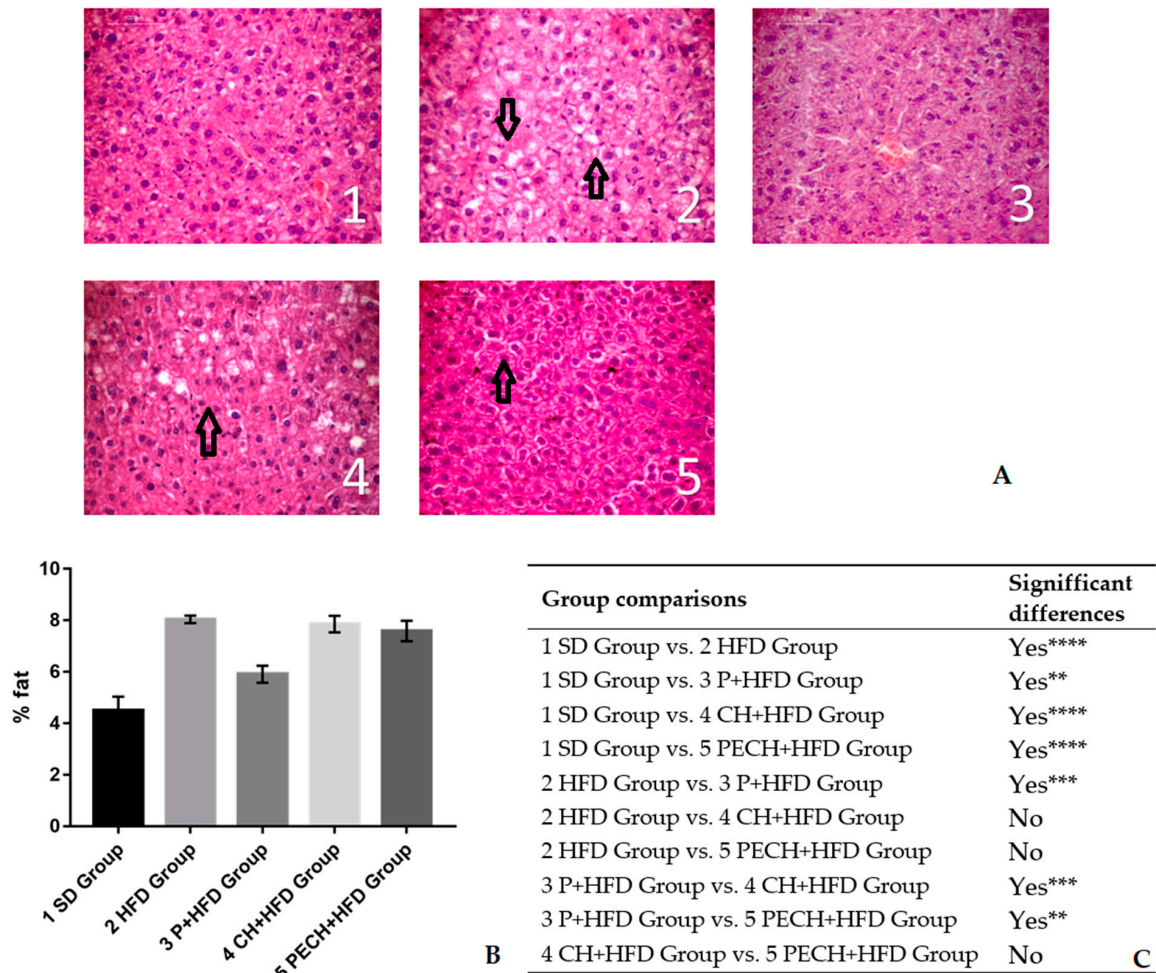 100 µm
1
2
3
100 µm
4
100 µm
5
A
10
8
6
4
2
0
% fat
1 SD Group
2 HFD Group
3 P+HFD Group
4 CH+HFD Group
5 PECH+HFD Group
B
Group comparisons Signifficant differences
1 SD Group vs. 2 HFD Group Yes****
1 SD Group vs. 3 P+HFD Group Yes**
1 SD Group vs. 4 CH+HFD Group Yes****
1 SD Group vs. 5 PECH+HFD Group Yes****
2 HFD Group vs. 3 P+HFD Group Yes***
2 HFD Group vs. 4 CH+HFD Group No
2 HFD Group vs. 5 PECH+HFD Group No
3 P+HFD Group vs. 4 CH+HFD Group Yes***
3 P+HFD Group vs. 5 PECH+HFD Group Yes**
4 CH+HFD Group vs. 5 PECH+HFD Group No
C